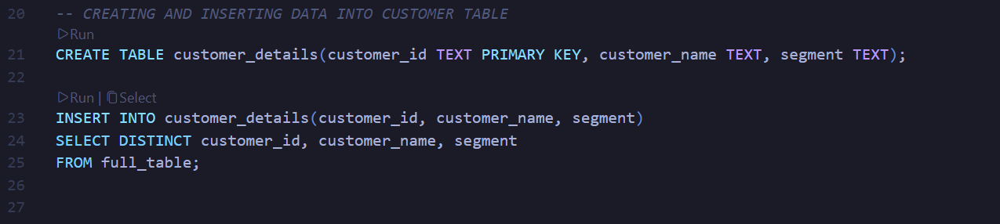 20 -- CREATING AND INSERTING DATA INTO CUSTOMER TABLE
▷Run
21 CREATE TABLE customer_details(customer_id TEXT PRIMARY KEY, customer_name TEXT, segment TEXT);
22
▷Run | Select
23 INSERT INTO customer_details(customer_id, customer_name, segment)
24 SELECT DISTINCT customer_id, customer_name, segment
25 FROM full_table;
26
27